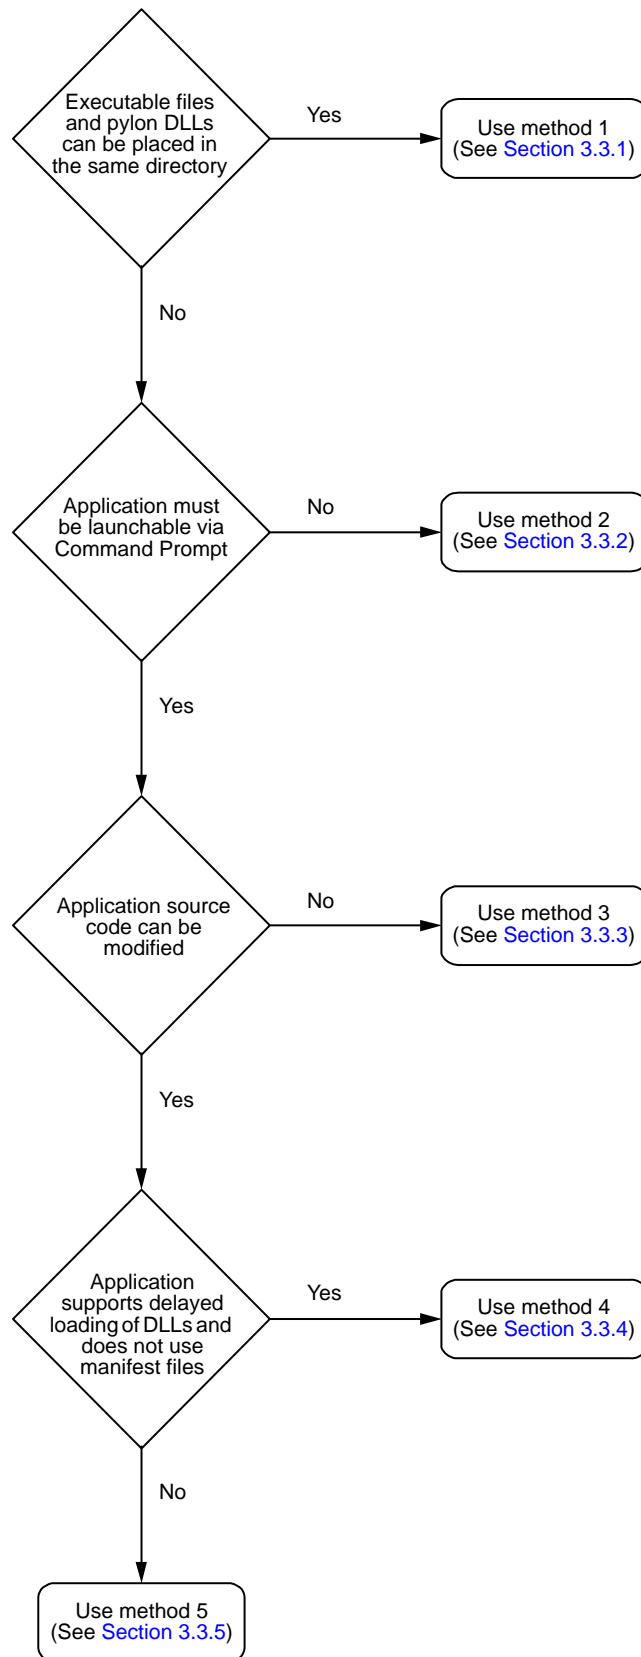 Executable files
and pylon DLLs
can be placed in
the same directory
Yes
Use method 1
(See Section 3.3.1)
No
Application must
be launchable via
Command Prompt
No
Use method 2
(See Section 3.3.2)
Yes
Application source
code can be
modified
No
Use method 3
(See Section 3.3.3)
Yes
Application
supports delayed
loading of DLLs and
does not use
manifest files
Yes
Use method 4
(See Section 3.3.4)
No
Use method 5
(See Section 3.3.5)